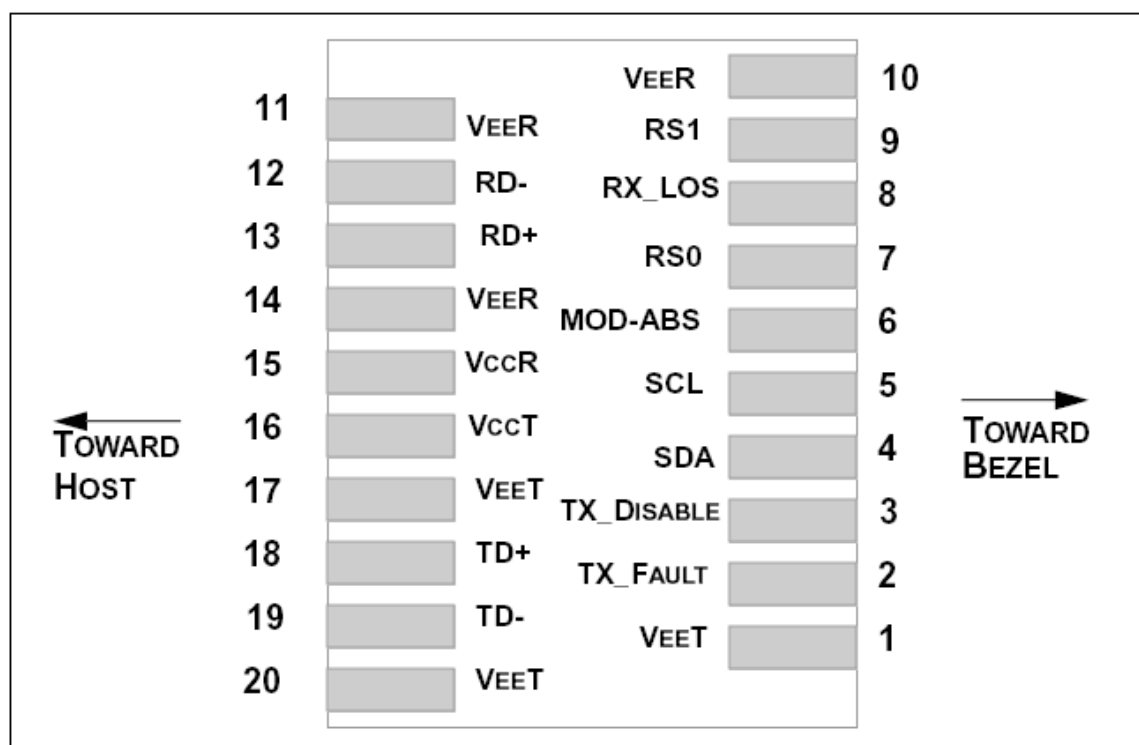 VEER 10
11 VEER
RS1 9
12 RD-
RX_LOS 8
13 RD+
RS0 7
14 VEER
MOD-ABS 6
15 VCCR
SCL 5
16 VCCT
TOWARD
HOST
TOWARD
BEZEL
SDA 4
17 VEET
TX_DISABLE 3
18 TD+
TX_FAULT 2
19 TD-
VEET 1
20 VEET